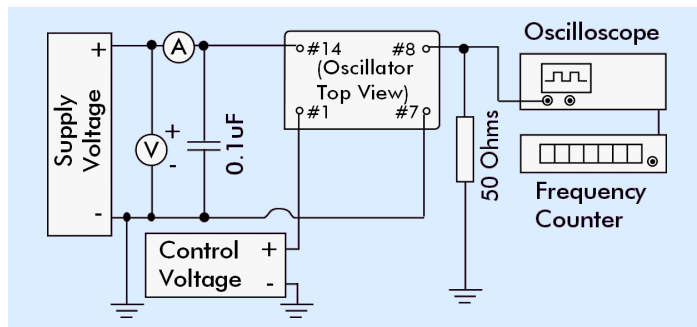 Supply
Voltage
+
-
A
V
+
-
0.1uF
#14
#8
(Oscillator
Top View)
#1
#7
50 Ohms
Oscilloscope
Frequency
Counter
Control
Voltage
+
-